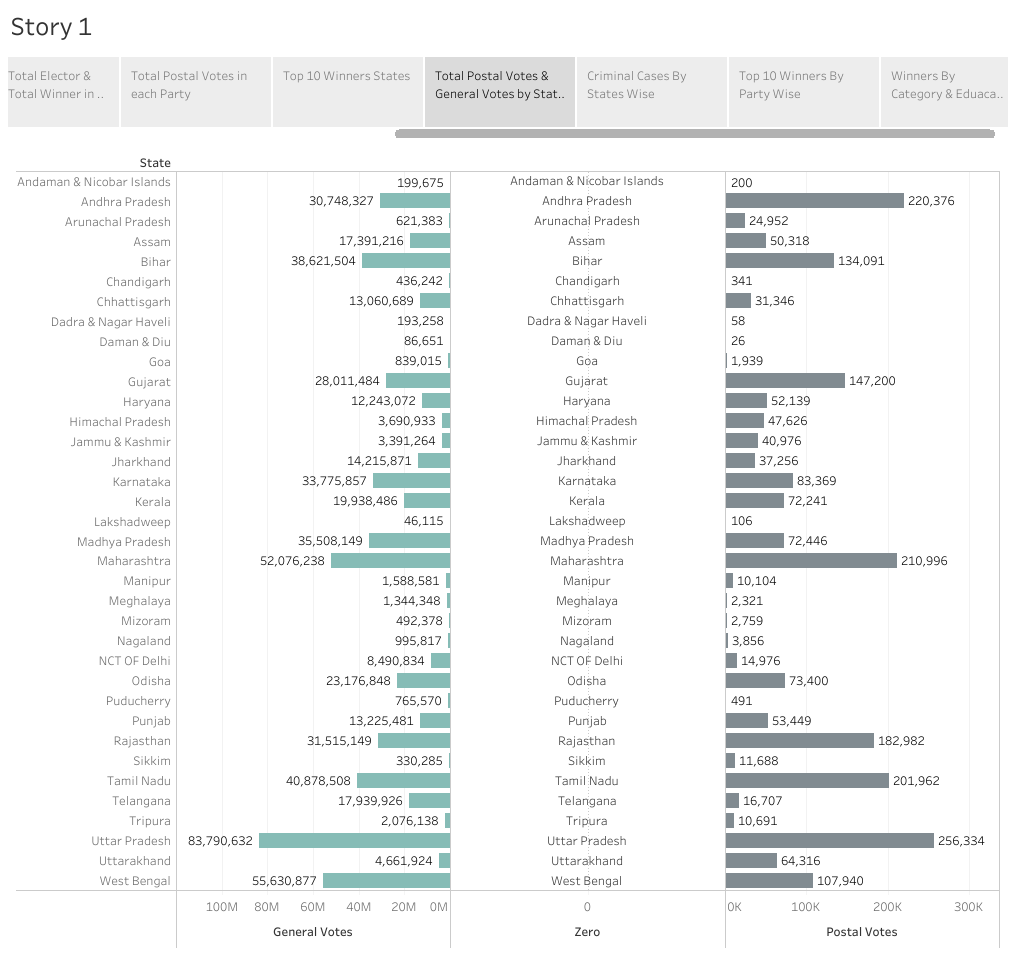 Story 1
Total Elector &
Total Winner in ..
Total Postal Votes in
each Party
Top 10 Winners States
Total Postal Votes &
General Votes by Stat..
Criminal Cases By
States Wise
Top 10 Winners By
Party Wise
Winners By
Category & Eduaca..
State
Andaman & Nicobar Islands 199,675 Andaman & Nicobar Islands 200
Andhra Pradesh 30,748,327 Andhra Pradesh 220,376
Arunachal Pradesh 621,383 Arunachal Pradesh 24,952
Assam 17,391,216 Assam 50,318
Bihar 38,621,504 Bihar 134,091
Chandigarh 436,242 Chandigarh 341
Chhattisgarh 13,060,689 Chhattisgarh 31,346
Dadra & Nagar Haveli 193,258 Dadra & Nagar Haveli 58
Daman & Diu 86,651 Daman & Diu 26
Goa 839,015 Goa 1,939
Gujarat 28,011,484 Gujarat 147,200
Haryana 12,243,072 Haryana 52,139
Himachal Pradesh 3,690,933 Himachal Pradesh 47,626
Jammu & Kashmir 3,391,264 Jammu & Kashmir 40,976
Jharkhand 14,215,871 Jharkhand 37,256
Karnataka 33,775,857 Karnataka 83,369
Kerala 19,938,486 Kerala 72,241
Lakshadweep 46,115 Lakshadweep 106
Madhya Pradesh 35,508,149 Madhya Pradesh 72,446
Maharashtra 52,076,238 Maharashtra 210,996
Manipur 1,588,581 Manipur 10,104
Meghalaya 1,344,348 Meghalaya 2,321
Mizoram 492,378 Mizoram 2,759
Nagaland 995,817 Nagaland 3,856
NCT OF Delhi 8,490,834 NCT OF Delhi 14,976
Odisha 23,176,848 Odisha 73,400
Puducherry 765,570 Puducherry 491
Punjab 13,225,481 Punjab 53,449
Rajasthan 31,515,149 Rajasthan 182,982
Sikkim 330,285 Sikkim 11,688
Tamil Nadu 40,878,508 Tamil Nadu 201,962
Telangana 17,939,926 Telangana 16,707
Tripura 2,076,138 Tripura 10,691
Uttar Pradesh 83,790,632 Uttar Pradesh 256,334
Uttarakhand 4,661,924 Uttarakhand 64,316
West Bengal 55,630,877 West Bengal 107,940
100M 80M 60M 40M 20M 0M 0 0K 100K 200K 300K
General Votes Zero Postal Votes